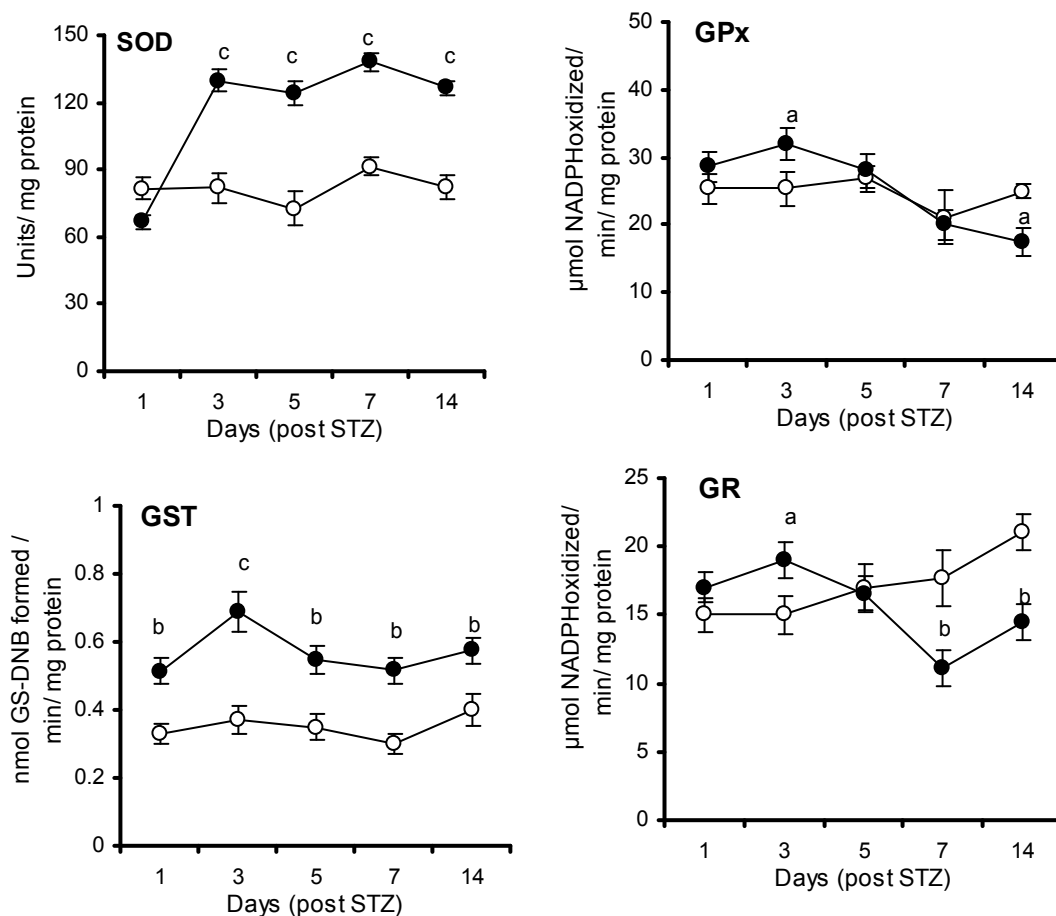 SOD
Units/ mg protein
150
120
90
60
30
0
c
c
c
c
1 3 5 7 14
Days (post STZ)
GPx
µmol NADPHoxidized/
min/ mg protein
50
40
30
20
10
0
a
a
1 3 5 7 14
Days (post STZ)
GST
nmol GS-DNB formed /
min/ mg protein
1
0.8
0.6
0.4
0.2
0
b
c
b
b
b
1 3 5 7 14
Days (post STZ)
GR
µmol NADPHoxidized/
min/ mg protein
25
20
15
10
5
0
a
b
b
1 3 5 7 14
Days (post STZ)